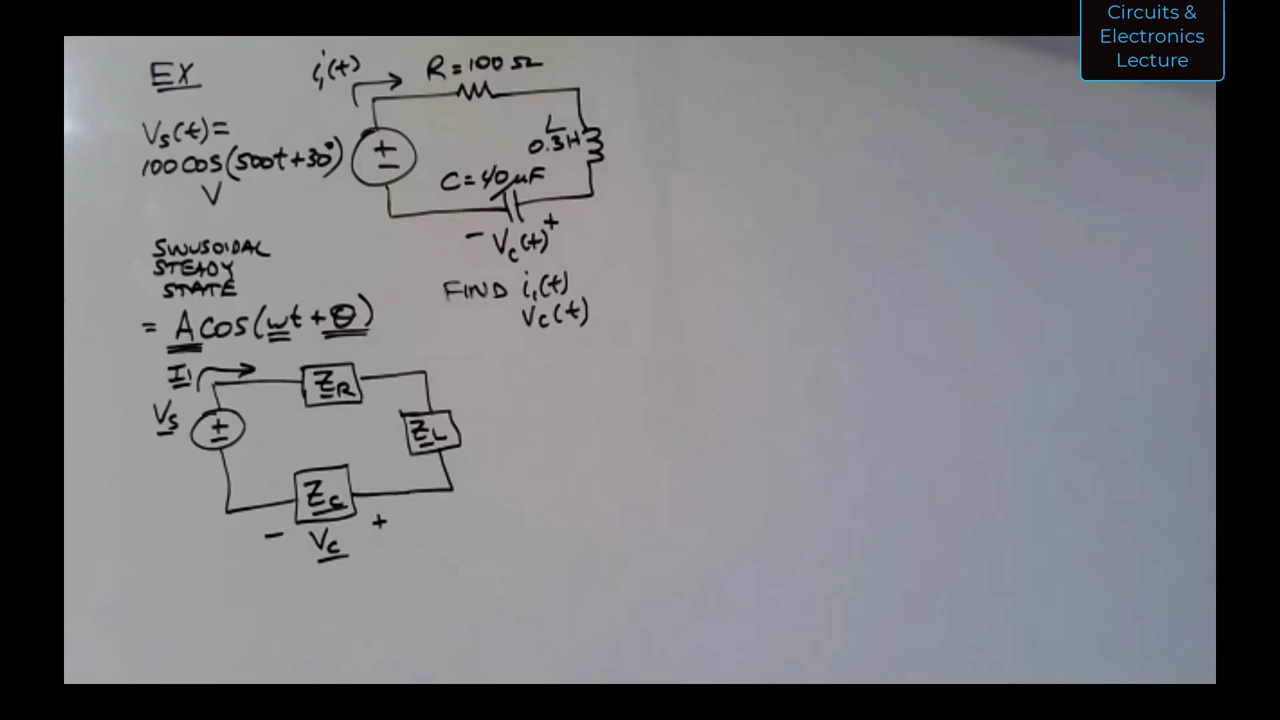 Circuits &
Electronics
Lecture
EX
i₁(t)
R = 100 Ω
Vs(t) =
100 cos(500t + 30°)
V
+
−
L
0.3H
C = 40 μF
− Vc(t) +
FIND i₁(t)
Vc(t)
SINUSOIDAL
STEADY
STATE
= A cos(ωt + θ)
I₁
ZR
Vs
+
−
ZL
Zc
− Vc +